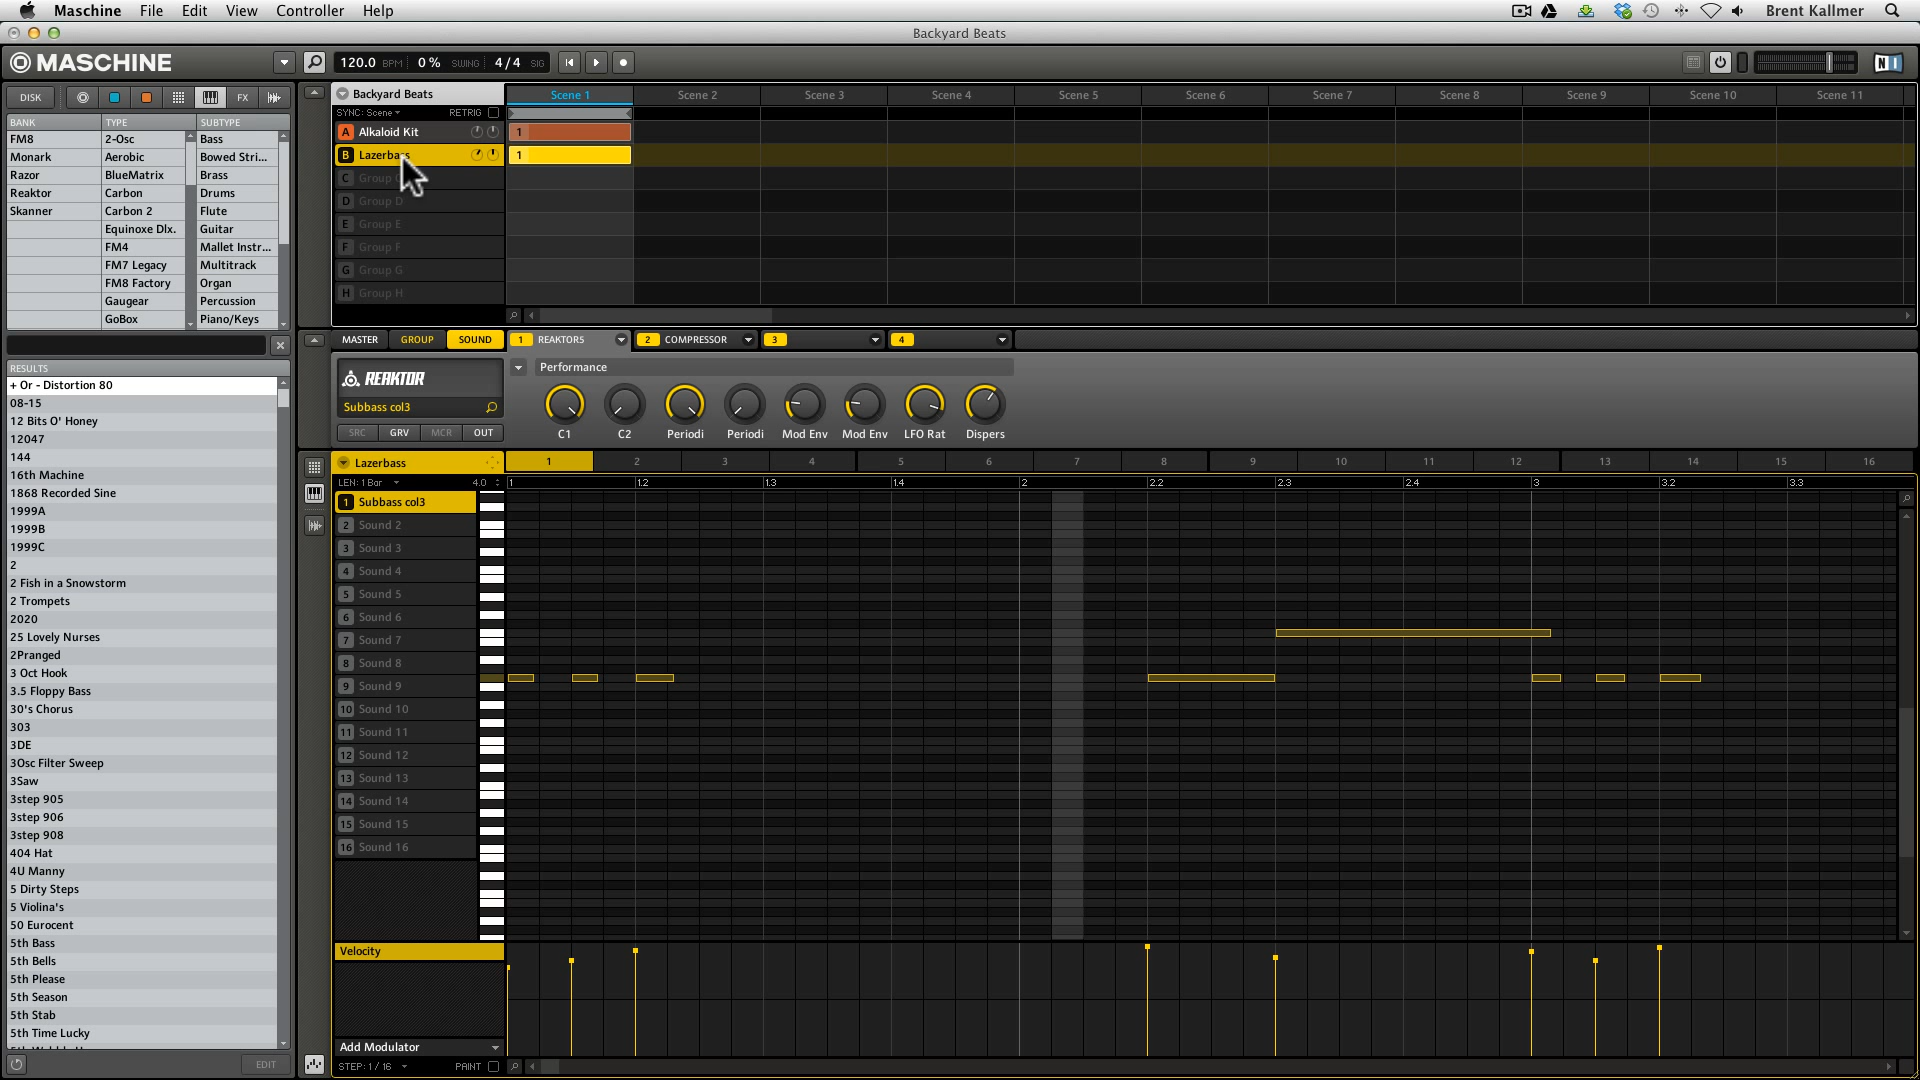 Maschine File Edit View Controller Help Brent Kallmer
Backyard Beats
MASCHINE 120.0 BPM 0% SWING 4/4 SIG
DISK FX
BANK TYPE SUBTYPE
FM8 2-Osc Bass
Monark Aerobic Bowed Stri...
Razor BlueMatrix Brass
Reaktor Carbon Drums
Skanner Carbon 2 Flute
Equinoxe Dlx. Guitar
FM4 Mallet Instr...
FM7 Legacy Multitrack
FM8 Factory Organ
Gaugear Percussion
GoBox Piano/Keys
RESULTS
+ Or - Distortion 80
08-15
12 Bits O' Honey
12047
144
16th Machine
1868 Recorded Sine
1999A
1999B
1999C
2
2 Fish in a Snowstorm
2 Trompets
2020
25 Lovely Nurses
2Pranged
3 Oct Hook
3.5 Floppy Bass
30's Chorus
303
3DE
3Osc Filter Sweep
3Saw
3step 905
3step 906
3step 908
404 Hat
4U Manny
5 Dirty Steps
5 Violina's
50 Eurocent
5th Bass
5th Bells
5th Please
5th Season
5th Stab
5th Time Lucky
EDIT
Backyard Beats Scene 1 Scene 2 Scene 3 Scene 4 Scene 5 Scene 6 Scene 7 Scene 8 Scene 9 Scene 10 Scene 11
SYNC: Scene RETRIG
A Alkaloid Kit 1
B Lazerbass 1
C Group
D Group D
E Group E
F Group F
G Group G
H Group H
MASTER GROUP SOUND 1 REAKTOR5 2 COMPRESSOR 3 4
REAKTOR Performance
Subbass col3
SRC GRV MCR OUT C1 C2 Periodi Periodi Mod Env Mod Env LFO Rat Dispers
Lazerbass 1 2 3 4 5 6 7 8 9 10 11 12 13 14 15 16
LEN: 1 Bar 4.0 1 1.2 1.3 1.4 2 2.2 2.3 2.4 3 3.2 3.3
1 Subbass col3
2 Sound 2
3 Sound 3
4 Sound 4
5 Sound 5
6 Sound 6
7 Sound 7
8 Sound 8
9 Sound 9
10 Sound 10
11 Sound 11
12 Sound 12
13 Sound 13
14 Sound 14
15 Sound 15
16 Sound 16
Velocity
Add Modulator
STEP: 1 / 16 PAINT